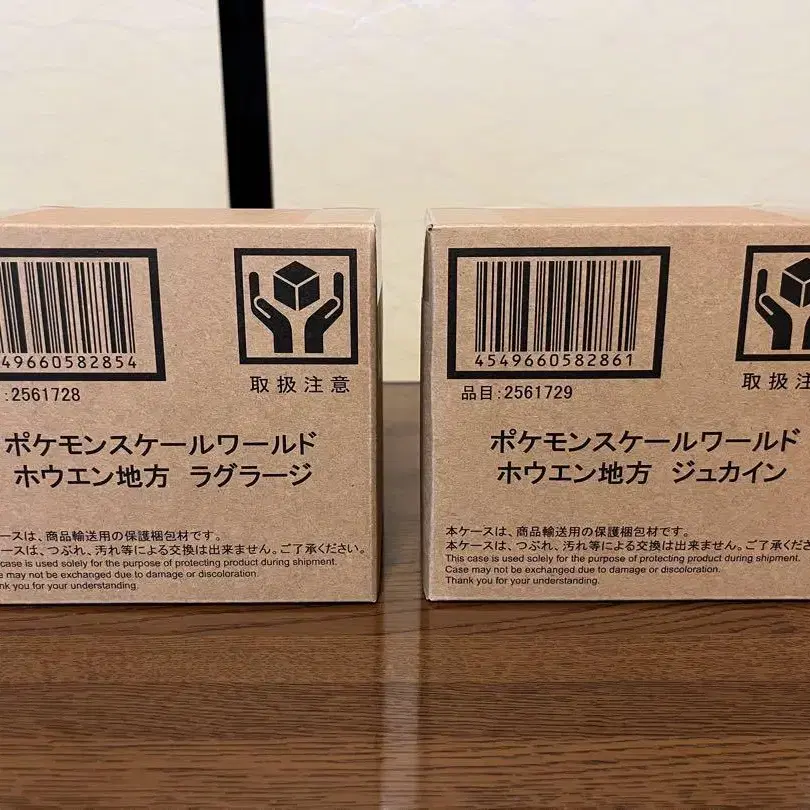 49660582854
:2561728
取扱注意
ポケモンスケールワールド
ホウエン地方 ラグラージ
ケースは、商品輸送用の保護梱包材です。
ケースは、つぶれ、汚れ等による交換は出来ません。ご了承ください。
case is used solely for the purpose of protecting product during shipment.
may not be exchanged due to damage or discoloration.
you for your understanding.
4549660582861
品目:2561729
取扱注
ポケモンスケールワールド
ホウエン地方 ジュカイン
本ケースは、商品輸送用の保護梱包材です。
本ケースは、つぶれ、汚れ等による交換は出来ません。ご了承くだ
This case is used solely for the purpose of protecting product during shipment.
Case may not be exchanged due to damage or discoloration.
Thank you for your understanding.